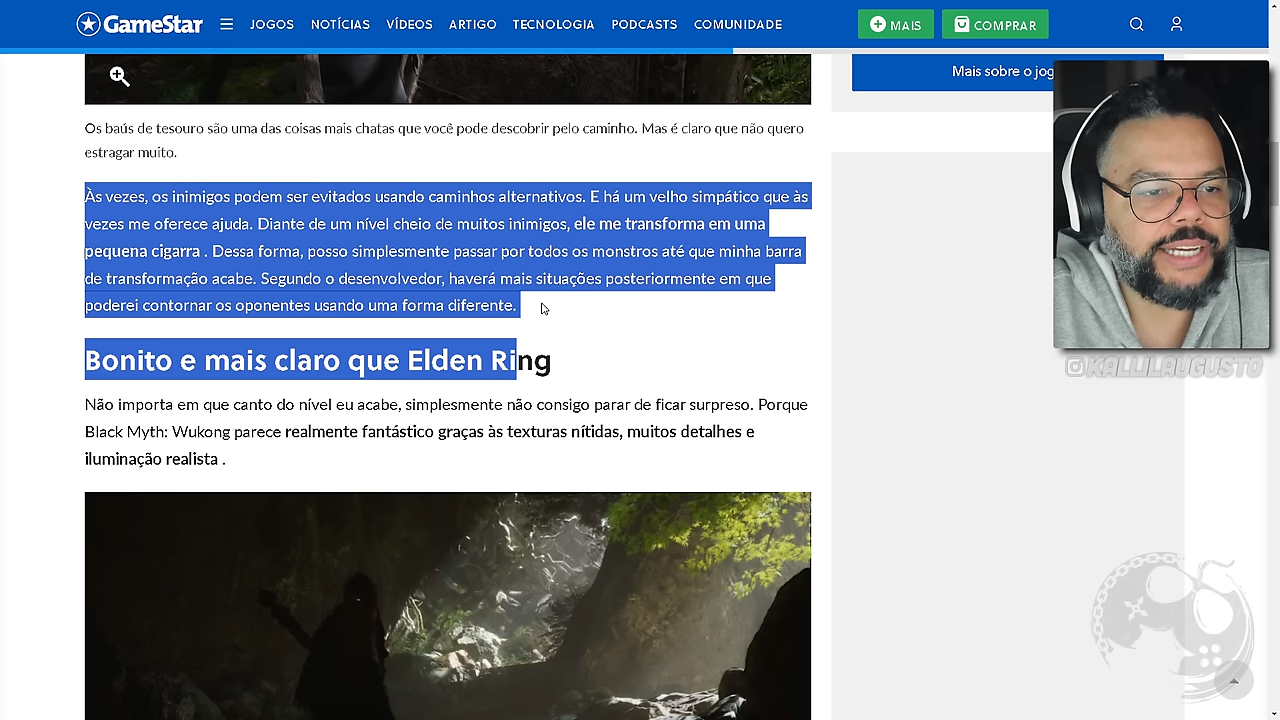 GameStar
JOGOS
NOTÍCIAS
VÍDEOS
ARTIGO
TECNOLOGIA
PODCASTS
COMUNIDADE
MAIS
COMPRAR
Mais sobre o jog
Os baús de tesouro são uma das coisas mais chatas que você pode descobrir pelo caminho. Mas é claro que não quero
estragar muito.
Às vezes, os inimigos podem ser evitados usando caminhos alternativos. E há um velho simpático que às
vezes me oferece ajuda. Diante de um nível cheio de muitos inimigos, ele me transforma em uma
pequena cigarra . Dessa forma, posso simplesmente passar por todos os monstros até que minha barra
de transformação acabe. Segundo o desenvolvedor, haverá mais situações posteriormente em que
poderei contornar os oponentes usando uma forma diferente.
Bonito e mais claro que Elden Ring
Não importa em que canto do nível eu acabe, simplesmente não consigo parar de ficar surpreso. Porque
Black Myth: Wukong parece realmente fantástico graças às texturas nítidas, muitos detalhes e
iluminação realista .
@KALLILAUGUSTO